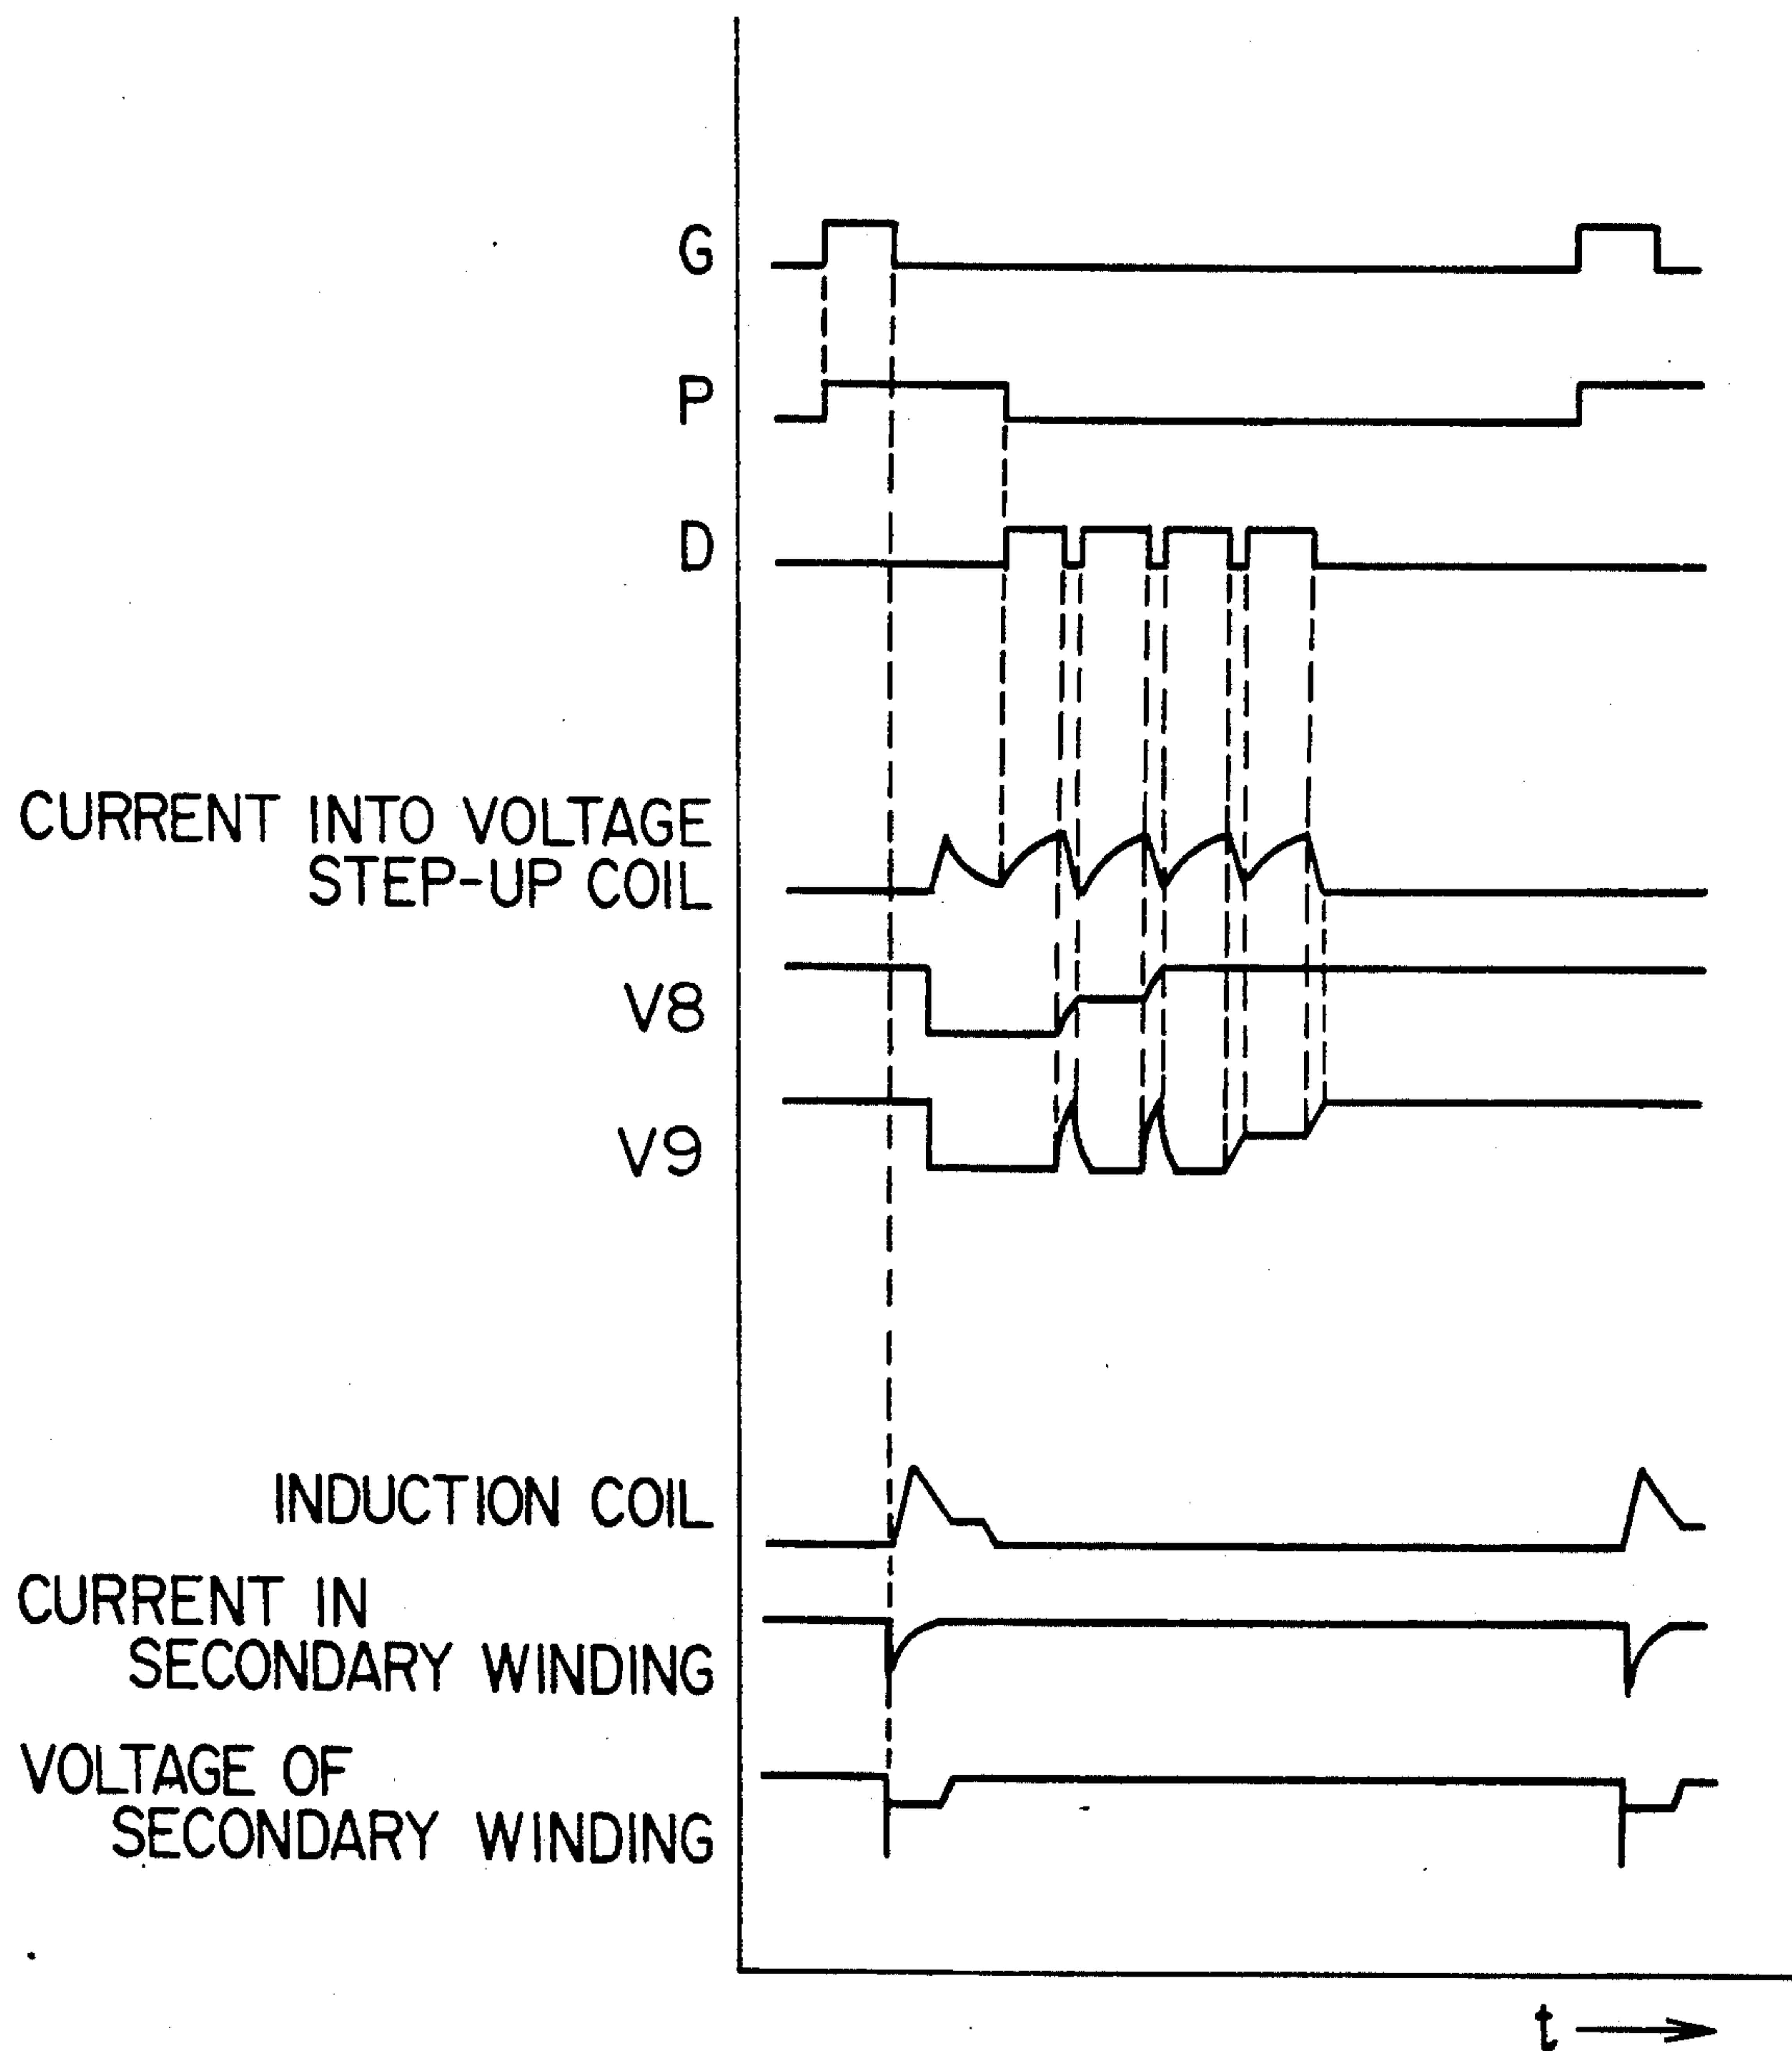 G
P
D
CURRENT INTO VOLTAGE
STEP-UP COIL
V8
V9
INDUCTION COIL
CURRENT IN
SECONDARY WINDING
VOLTAGE OF
SECONDARY WINDING
t